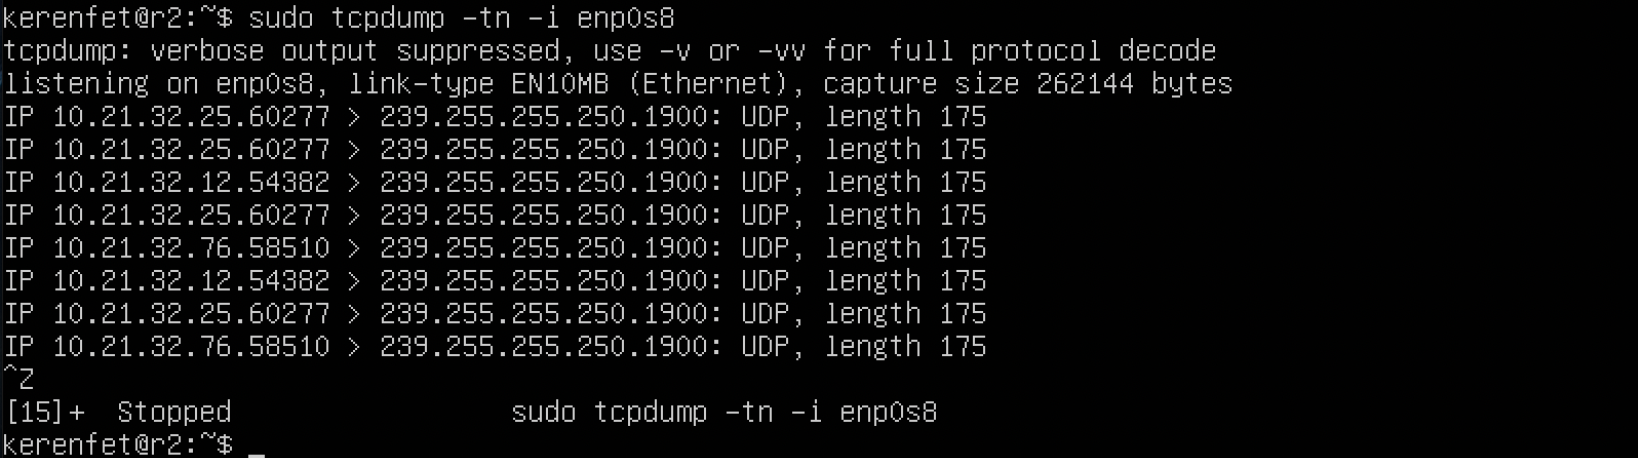 kerenfet@r2:~$ sudo tcpdump -tn -i enp0s8
tcpdump: verbose output suppressed, use -v or -vv for full protocol decode
listening on enp0s8, link-type EN10MB (Ethernet), capture size 262144 bytes
IP 10.21.32.25.60277 > 239.255.255.250.1900: UDP, length 175
IP 10.21.32.25.60277 > 239.255.255.250.1900: UDP, length 175
IP 10.21.32.12.54382 > 239.255.255.250.1900: UDP, length 175
IP 10.21.32.25.60277 > 239.255.255.250.1900: UDP, length 175
IP 10.21.32.76.58510 > 239.255.255.250.1900: UDP, length 175
IP 10.21.32.12.54382 > 239.255.255.250.1900: UDP, length 175
IP 10.21.32.25.60277 > 239.255.255.250.1900: UDP, length 175
IP 10.21.32.76.58510 > 239.255.255.250.1900: UDP, length 175
^Z
[15]+  Stopped                 sudo tcpdump -tn -i enp0s8
kerenfet@r2:~$ _